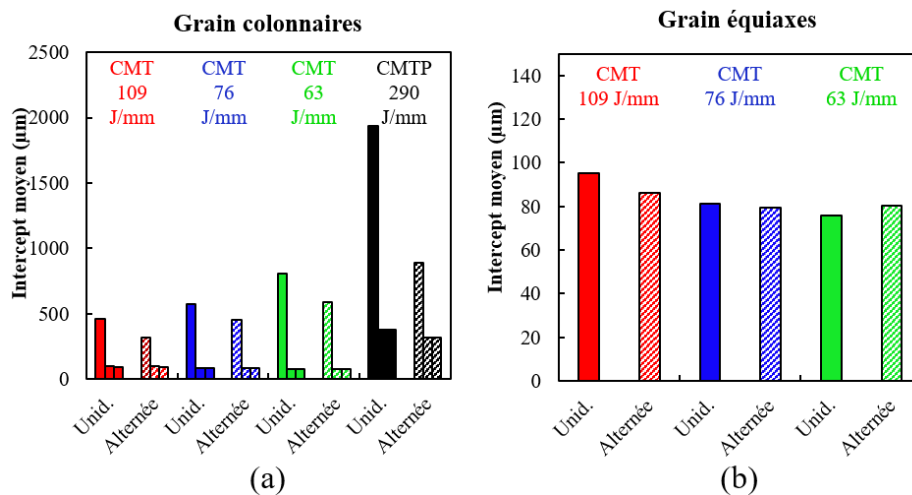 Grain colonnaires
Intercept moyen (µm)
2500
2000
1500
1000
500
0
CMT
109
J/mm
CMT
76
J/mm
CMT
63
J/mm
CMTP
290
J/mm
Unid.
Alternée
Unid.
Alternée
Unid.
Alternée
Unid.
Alternée
(a)
Grain équiaxes
Intercept moyen (µm)
140
120
100
80
60
40
20
0
CMT
109 J/mm
CMT
76 J/mm
CMT
63 J/mm
Unid.
Alternée
Unid.
Alternée
Unid.
Alternée
(b)